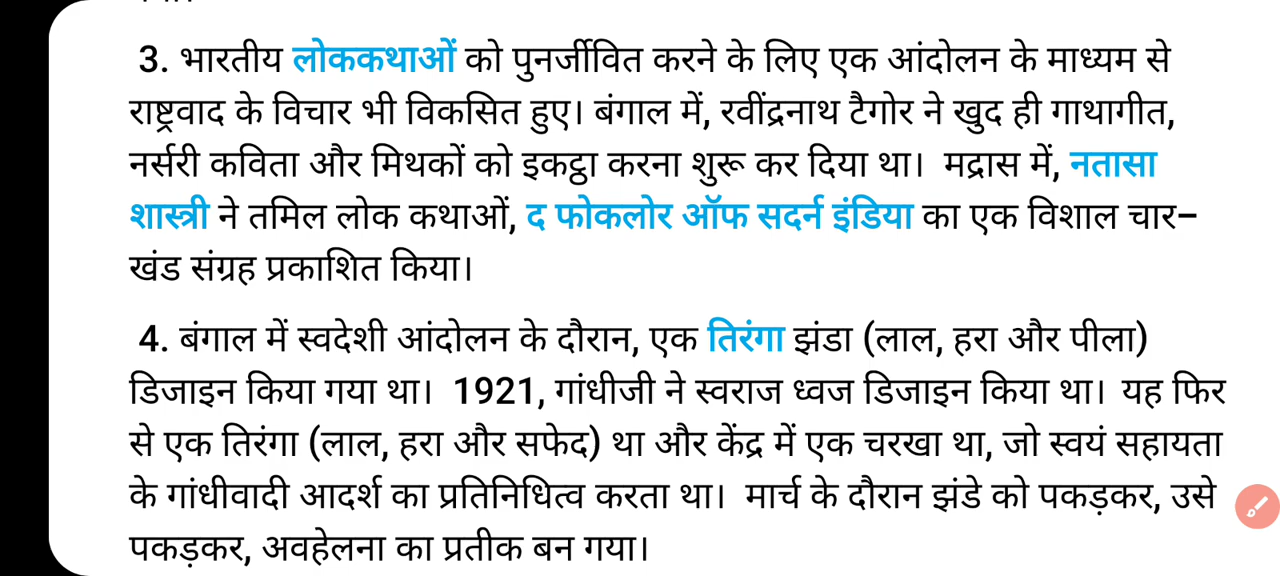 3. भारतीय लोककथाओं को पुनर्जीवित करने के लिए एक आंदोलन के माध्यम से
राष्ट्रवाद के विचार भी विकसित हुए। बंगाल में, रवींद्रनाथ टैगोर ने खुद ही गाथागीत,
नर्सरी कविता और मिथकों को इकट्ठा करना शुरू कर दिया था। मद्रास में, नतासा
शास्त्री ने तमिल लोक कथाओं, द फोकलोर ऑफ सदर्न इंडिया का एक विशाल चार–
खंड संग्रह प्रकाशित किया।
4. बंगाल में स्वदेशी आंदोलन के दौरान, एक तिरंगा झंडा (लाल, हरा और पीला)
डिजाइन किया गया था। 1921, गांधीजी ने स्वराज ध्वज डिजाइन किया था। यह फिर
से एक तिरंगा (लाल, हरा और सफेद) था और केंद्र में एक चरखा था, जो स्वयं सहायता
के गांधीवादी आदर्श का प्रतिनिधित्व करता था। मार्च के दौरान झंडे को पकड़कर, उसे
पकड़कर, अवहेलना का प्रतीक बन गया।